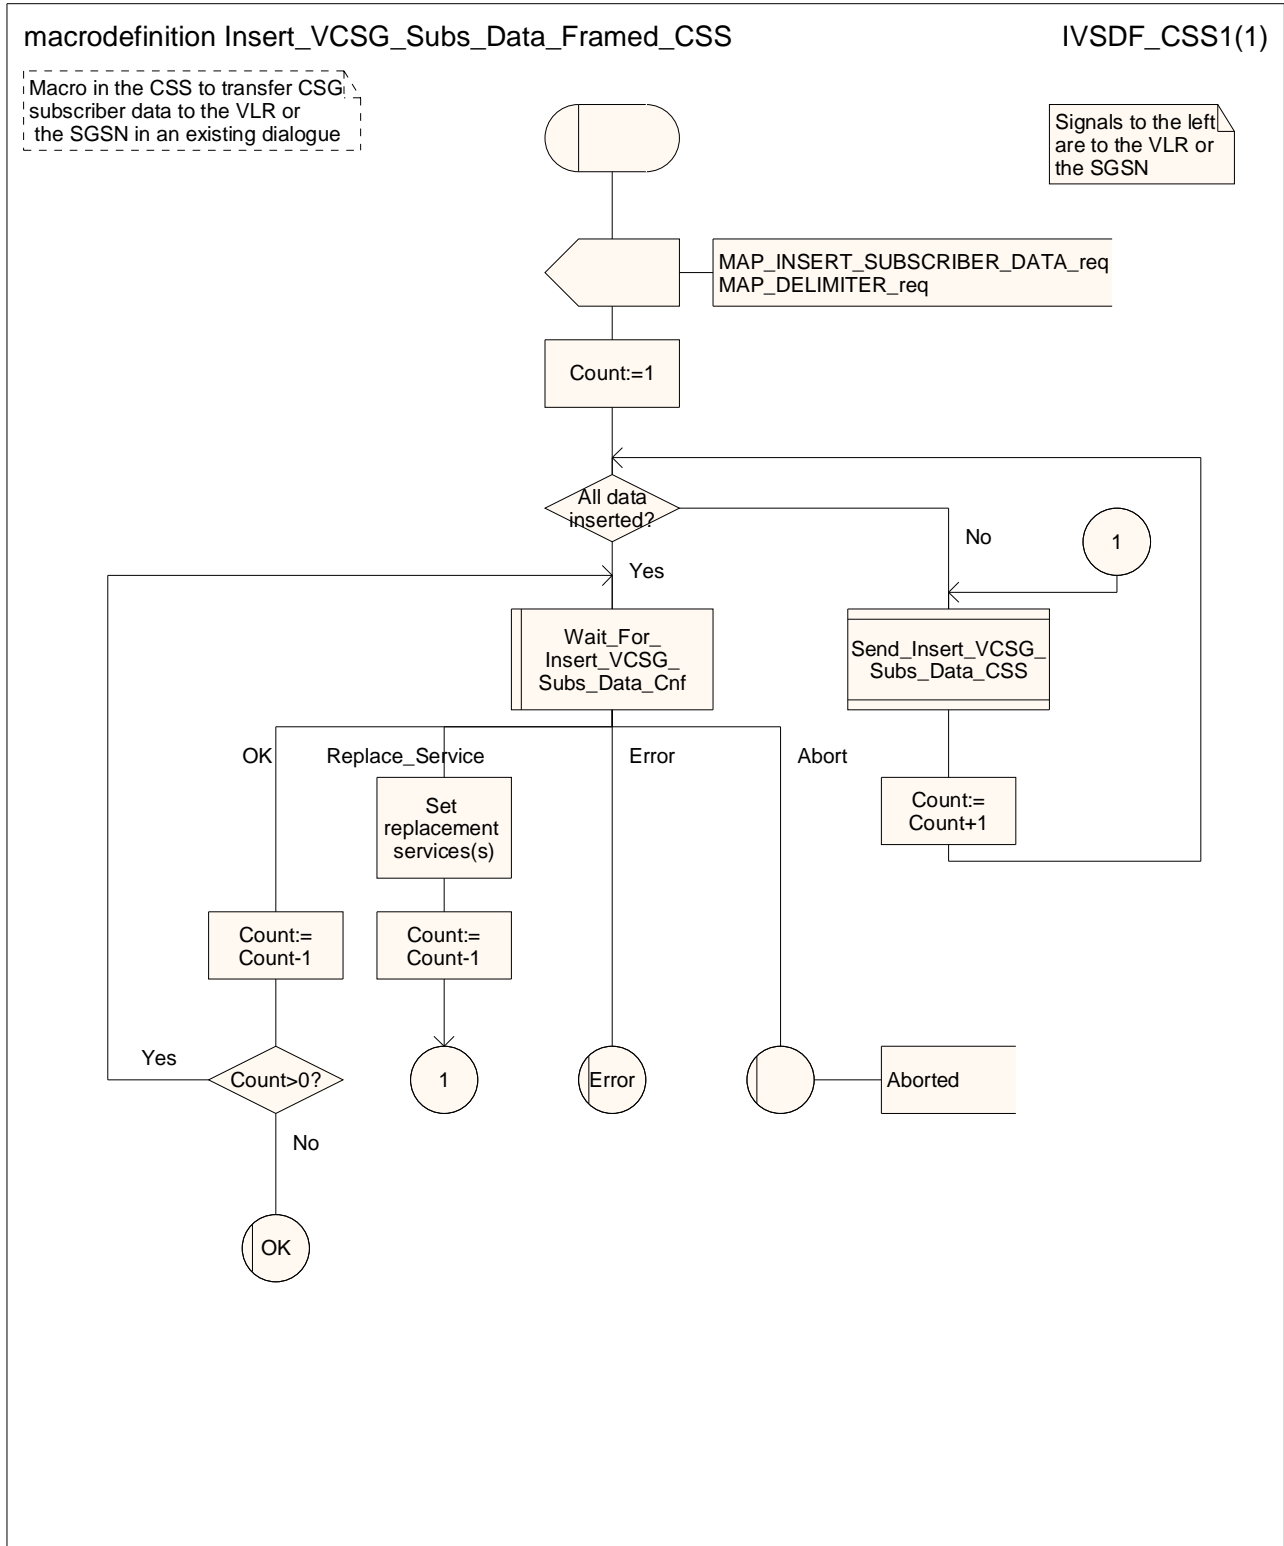 macrodefinition Insert_VCSG_Subs_Data_Framed_CSS
IVSDF_CSS1(1)
Macro in the CSS to transfer CSG
subscriber data to the VLR or
the SGSN in an existing dialogue
Signals to the left
are to the VLR or
the SGSN
MAP_INSERT_SUBSCRIBER_DATA_req
MAP_DELIMITER_req
Count:=1
All data
inserted?
No
1
Yes
Wait_For_
Insert_VCSG_
Subs_Data_Cnf
Send_Insert_VCSG_
Subs_Data_CSS
OK
Replace_Service
Error
Abort
Set
replacement
services(s)
Count:=
Count+1
Count:=
Count-1
Count:=
Count-1
Yes
Count>0?
1
Error
Aborted
No
OK